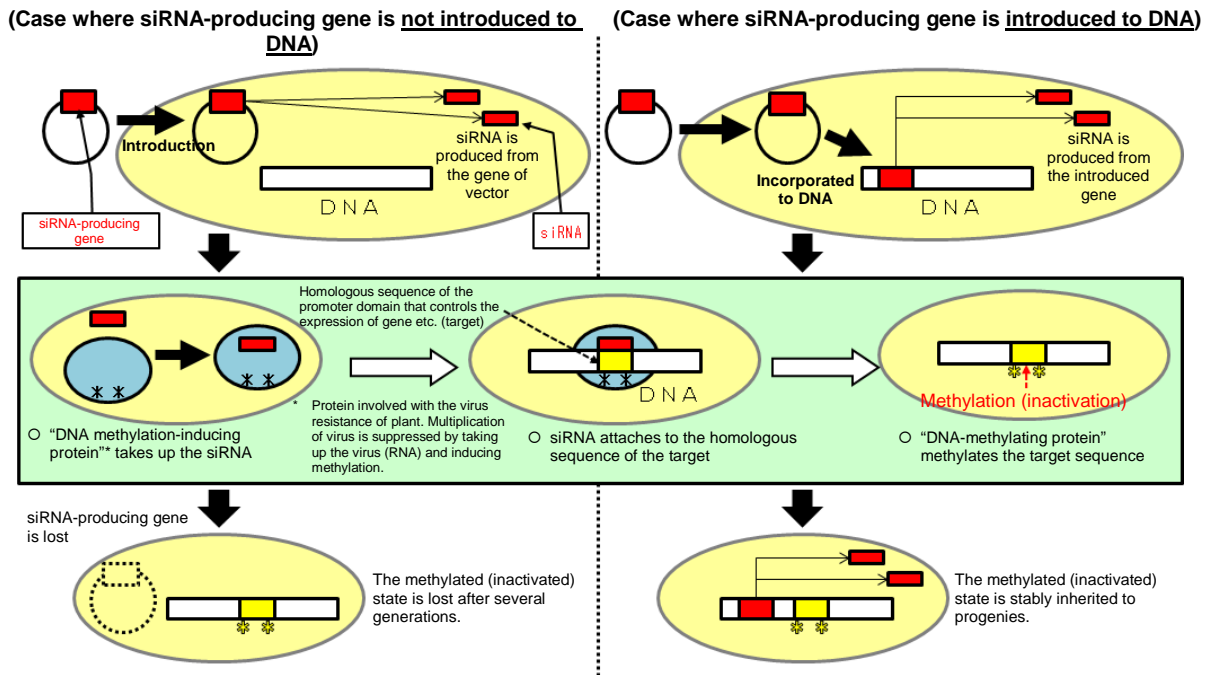 (Case where siRNA-producing gene is not introduced to
DNA)
(Case where siRNA-producing gene is introduced to DNA)
Introduction
siRNA is
produced from
the gene of
vector
DNA
siRNA-producing
gene
siRNA
Incorporated
to DNA
siRNA is
produced from
the introduced
gene
DNA
Homologous sequence of the
promoter domain that controls the
expression of gene etc. (target)
DNA
Methylation (inactivation)
* Protein involved with the virus
resistance of plant. Multiplication
of virus is suppressed by taking
up the virus (RNA) and inducing
methylation.
○ “DNA methylation-inducing
protein”* takes up the siRNA
○ siRNA attaches to the homologous
sequence of the target
○ “DNA-methylating protein”
methylates the target sequence
siRNA-producing gene
is lost
The methylated (inactivated)
state is lost after several
generations.
The methylated (inactivated)
state is stably inherited to
progenies.